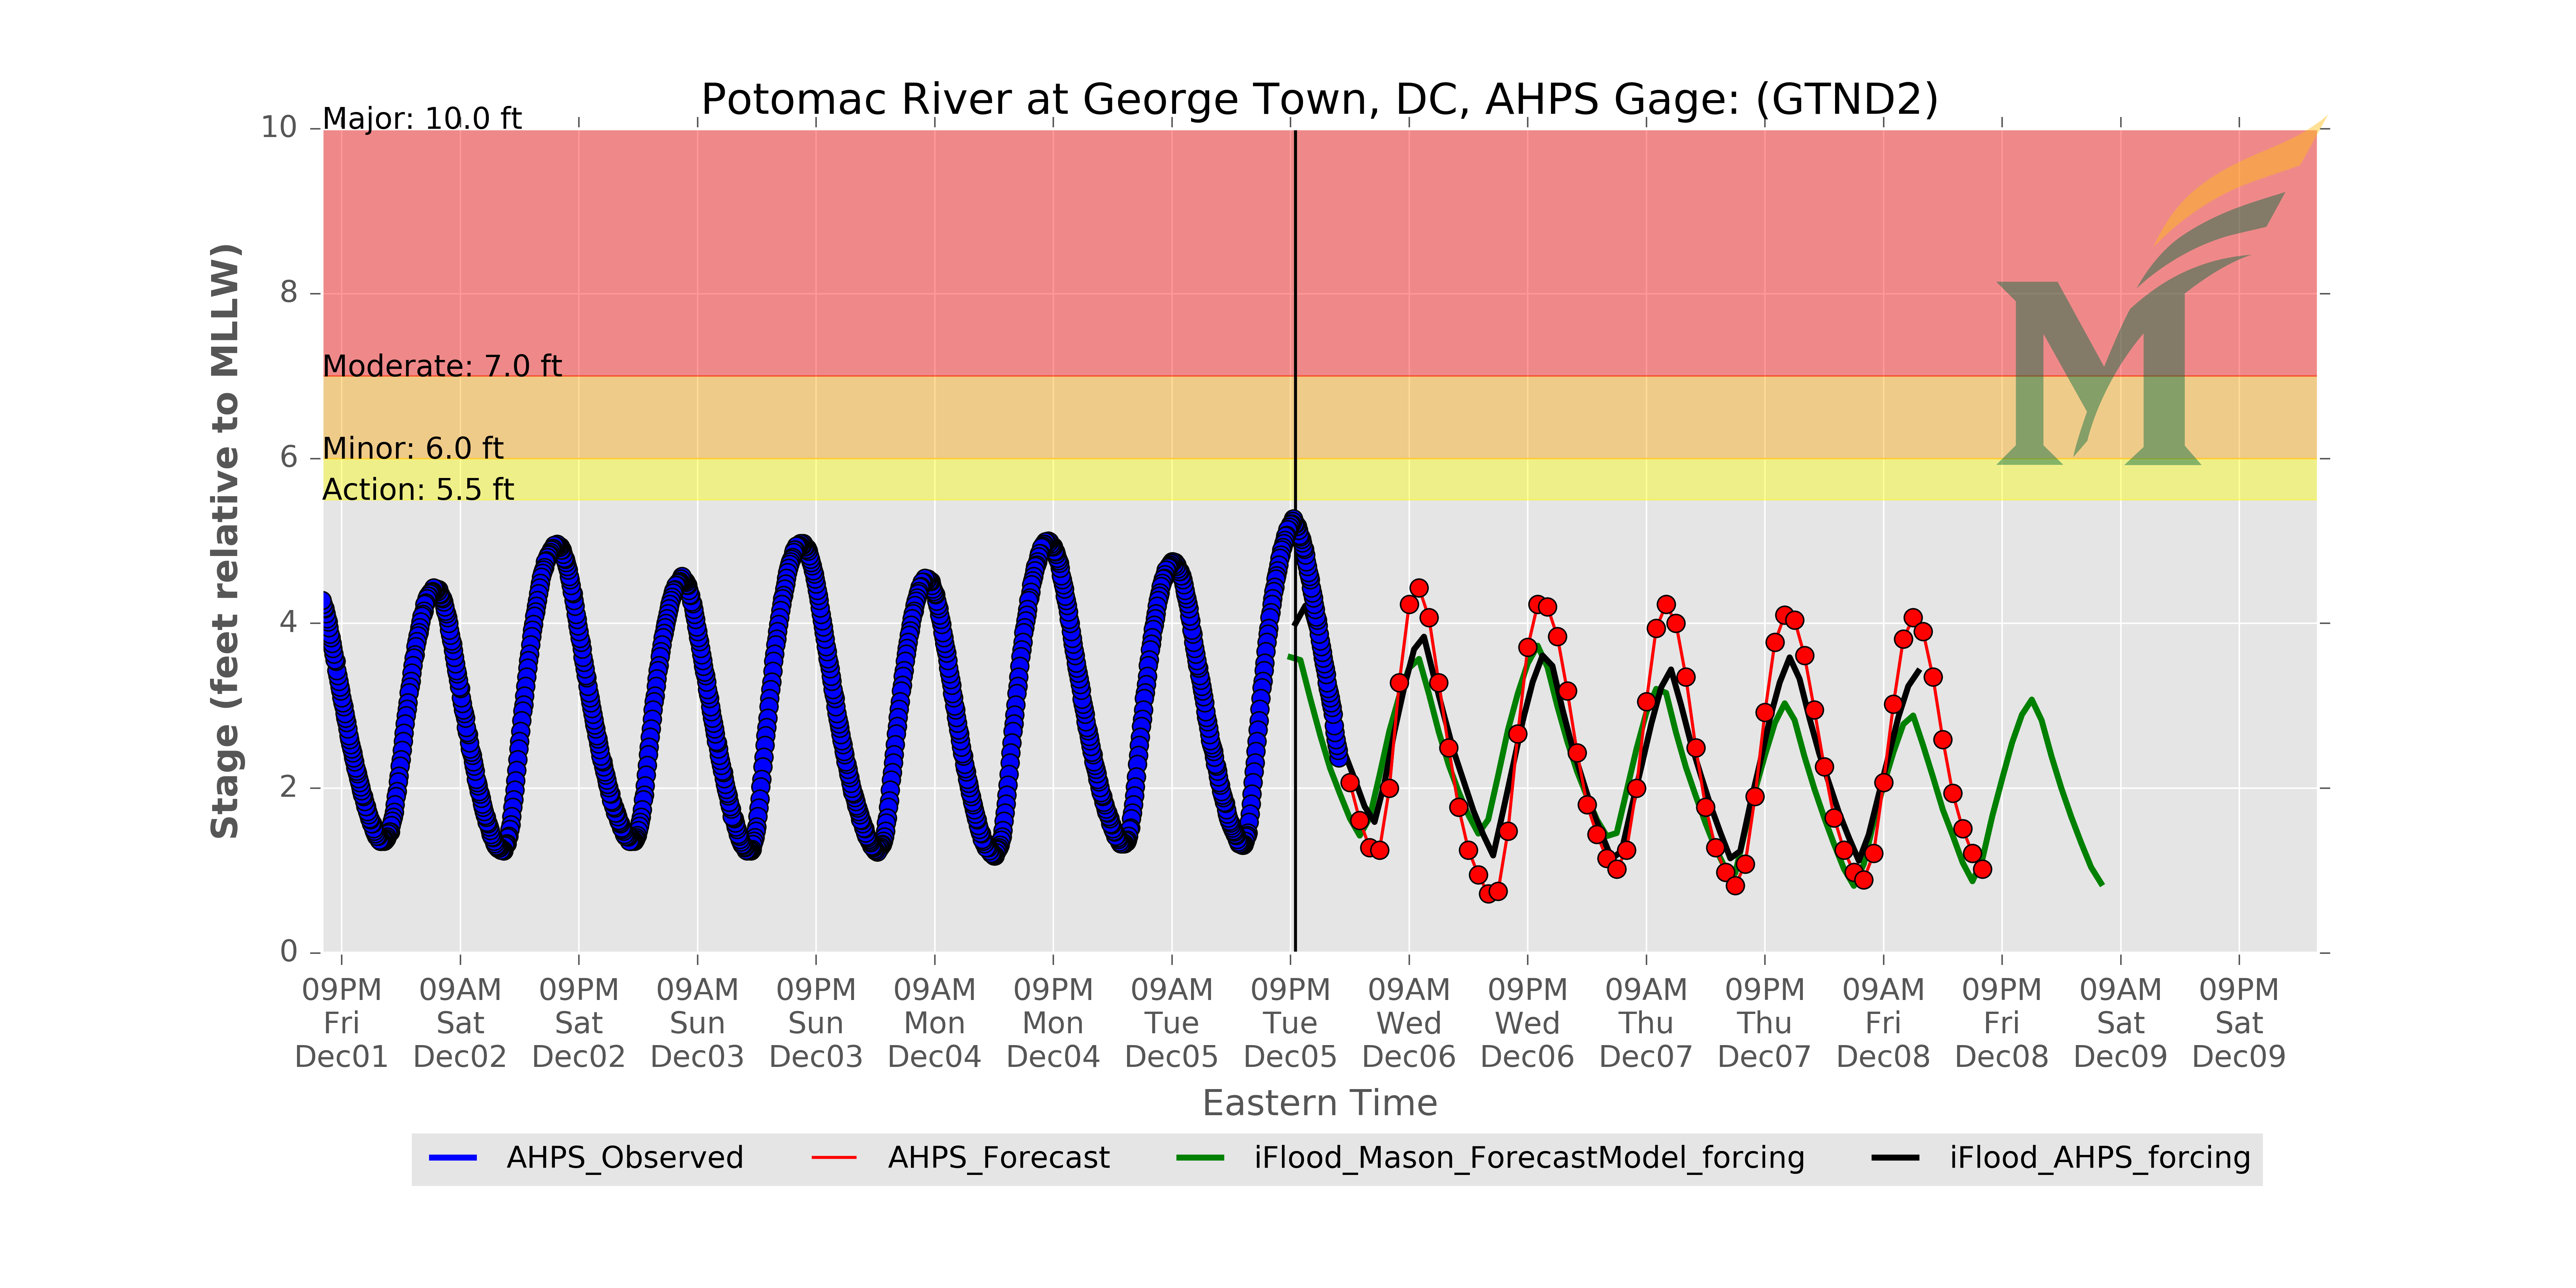 Potomac River at George Town, DC, AHPS Gage: (GTND2)
Major: 10.0 ft
Moderate: 7.0 ft
Minor: 6.0 ft
Action: 5.5 ft
Stage (feet relative to MLLW)
10
8
6
4
2
0
09PM Fri Dec01
09AM Sat Dec02
09PM Sat Dec02
09AM Sun Dec03
09PM Sun Dec03
09AM Mon Dec04
09PM Mon Dec04
09AM Tue Dec05
09PM Tue Dec05
09AM Wed Dec06
09PM Wed Dec06
09AM Thu Dec07
09PM Thu Dec07
09AM Fri Dec08
09PM Fri Dec08
09AM Sat Dec09
09PM Sat Dec09
Eastern Time
AHPS_Observed
AHPS_Forecast
iFlood_Mason_ForecastModel_forcing
iFlood_AHPS_forcing
M